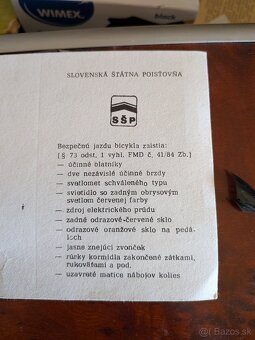 WIMEX
black
SLOVENSKÁ ŠTÁTNA POISŤOVŇA
SŠP
Bezpečnú jazdu bicykla zaistia:
[§ 73 odst. 1 vyhl. FMD č. 41/84 Zb.]
— účinné blatníky
— dve nezávislé účinné brzdy
— svetlomet schváleného typu
— svietidlo so zadným obrysovým
svetlom červenej farby
— zdroj elektrického prúdu
— zadné odrazové-červené sklo
— odrazové oranžové sklo na pedá-
loch
— jasne znejúci zvonček
— rúrky kormidla zakončené zátkami,
rukoväťami a pod.
— uzavreté matice nábojov kolies
bazos.sk